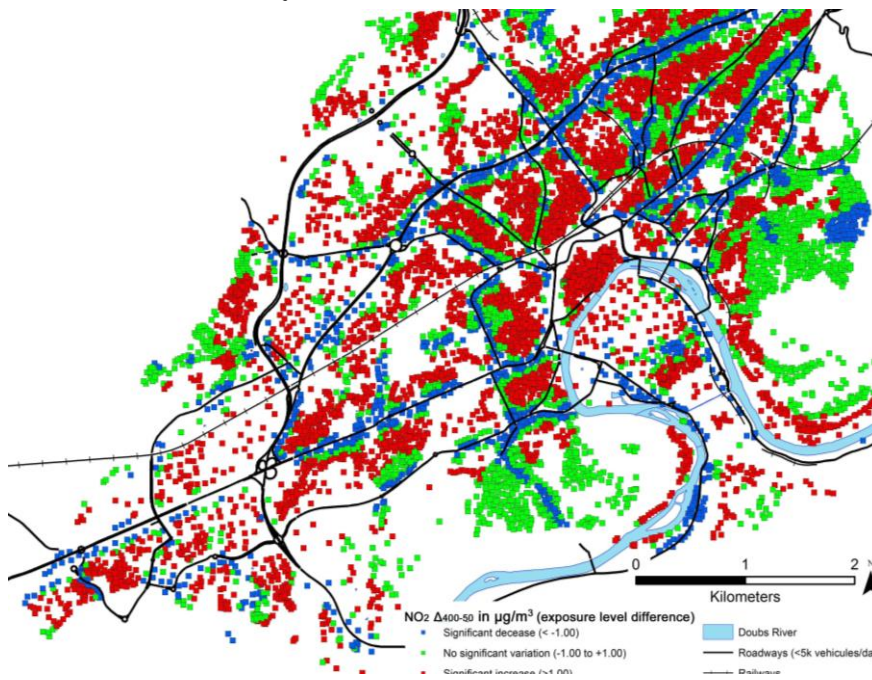 N
0 1 2
Kilometers
NO2 Δ400-50 in µg/m³ (exposure level difference)
Significant decease (< -1.00)
No significant variation (-1.00 to +1.00)
Significant increase (>1.00)
Doubs River
Roadways (<5k vehicules/da
Railways